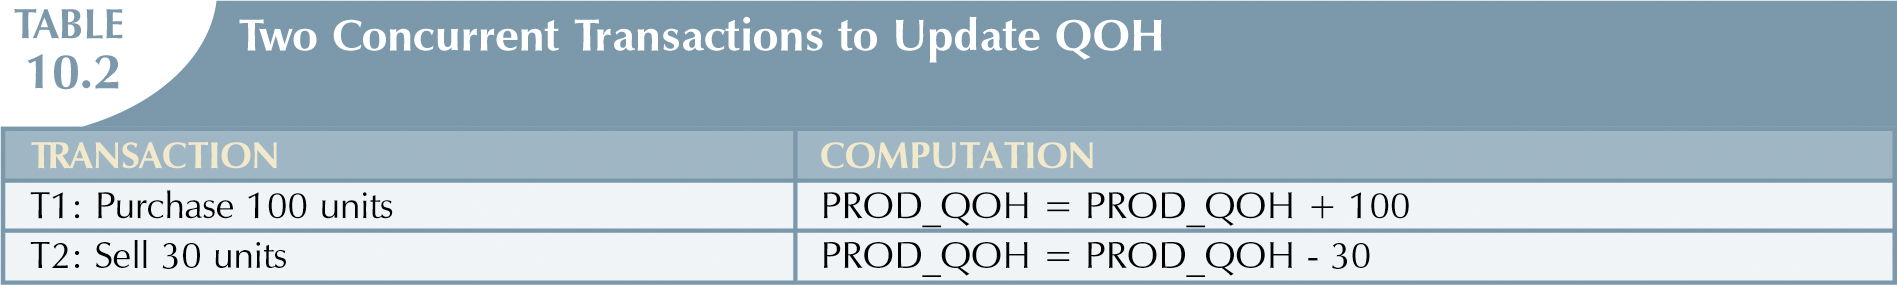 TABLE
10.2
Two Concurrent Transactions to Update QOH
TRANSACTION COMPUTATION
T1: Purchase 100 units PROD_QOH = PROD_QOH + 100
T2: Sell 30 units PROD_QOH = PROD_QOH - 30